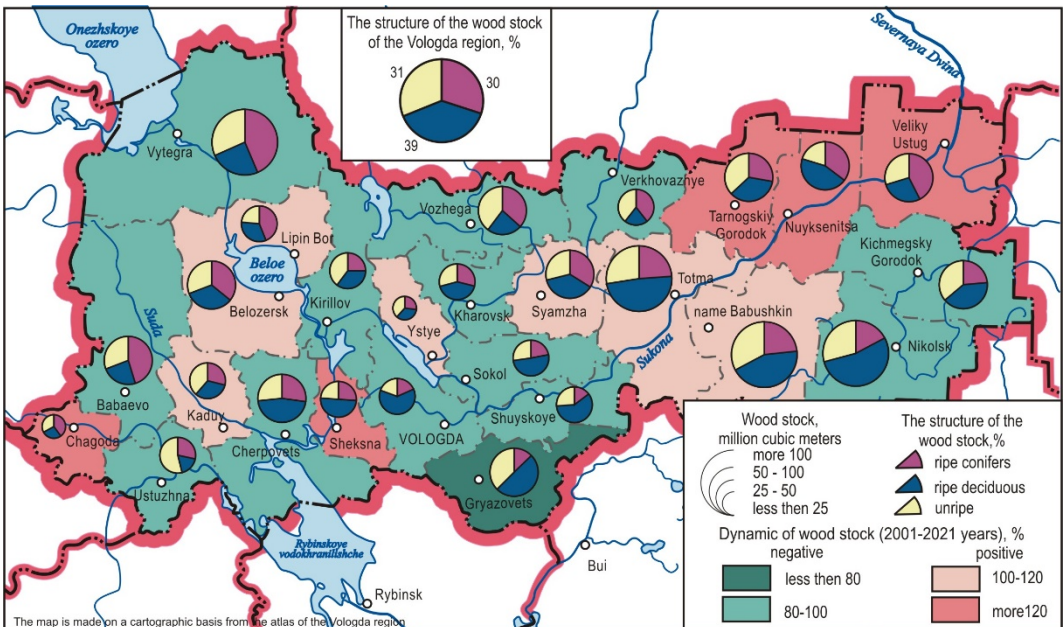 Onezhskoye
ozero
The structure of the wood stock
of the Vologda region, %
31
30
39
Severnaya Dvina
Vytegra
Veliky
Ustug
Verkhovazhye
Vozhega
Tarnogskiy
Gorodok
Nuyksenitsa
Lipin Bor
Beloe
ozero
Kichmegsky
Gorodok
Kirillov
Totma
Belozersk
Kharovsk
Syamzha
name Babushkin
Suda
Ystye
Sukona
Nikolsk
Sokol
Babaevo
Kaduy
Shuyskoye
Chagoda
Sheksna
VOLOGDA
Cherpovets
Ustuzhna
Gryazovets
Rybinskoye
vodokhranilishche
Bui
Rybinsk
The map is made on a cartographic basis from the atlas of the Vologda region
Wood stock,
million cubic meters
more 100
50 - 100
25 - 50
less then 25
The structure of the
wood stock,%
ripe conifers
ripe deciduous
unripe
Dynamic of wood stock (2001-2021 years), %
negative
positive
less then 80
100-120
80-100
more120